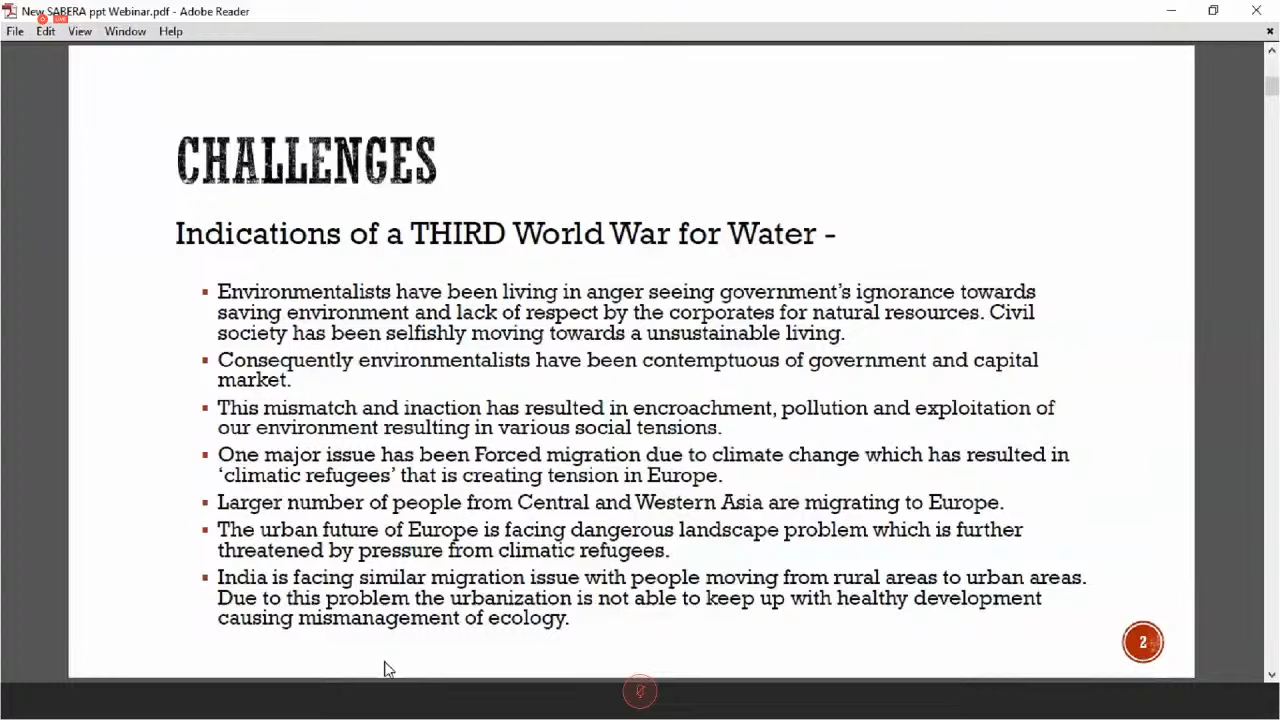 New SABERA ppt Webinar.pdf - Adobe Reader
LIVE
File Edit View Window Help
CHALLENGES
Indications of a THIRD World War for Water -
Environmentalists have been living in anger seeing government's ignorance towards
saving environment and lack of respect by the corporates for natural resources. Civil
society has been selfishly moving towards a unsustainable living.
Consequently environmentalists have been contemptuous of government and capital
market.
This mismatch and inaction has resulted in encroachment, pollution and exploitation of
our environment resulting in various social tensions.
One major issue has been Forced migration due to climate change which has resulted in
'climatic refugees' that is creating tension in Europe.
Larger number of people from Central and Western Asia are migrating to Europe.
The urban future of Europe is facing dangerous landscape problem which is further
threatened by pressure from climatic refugees.
India is facing similar migration issue with people moving from rural areas to urban areas.
Due to this problem the urbanization is not able to keep up with healthy development
causing mismanagement of ecology.
2